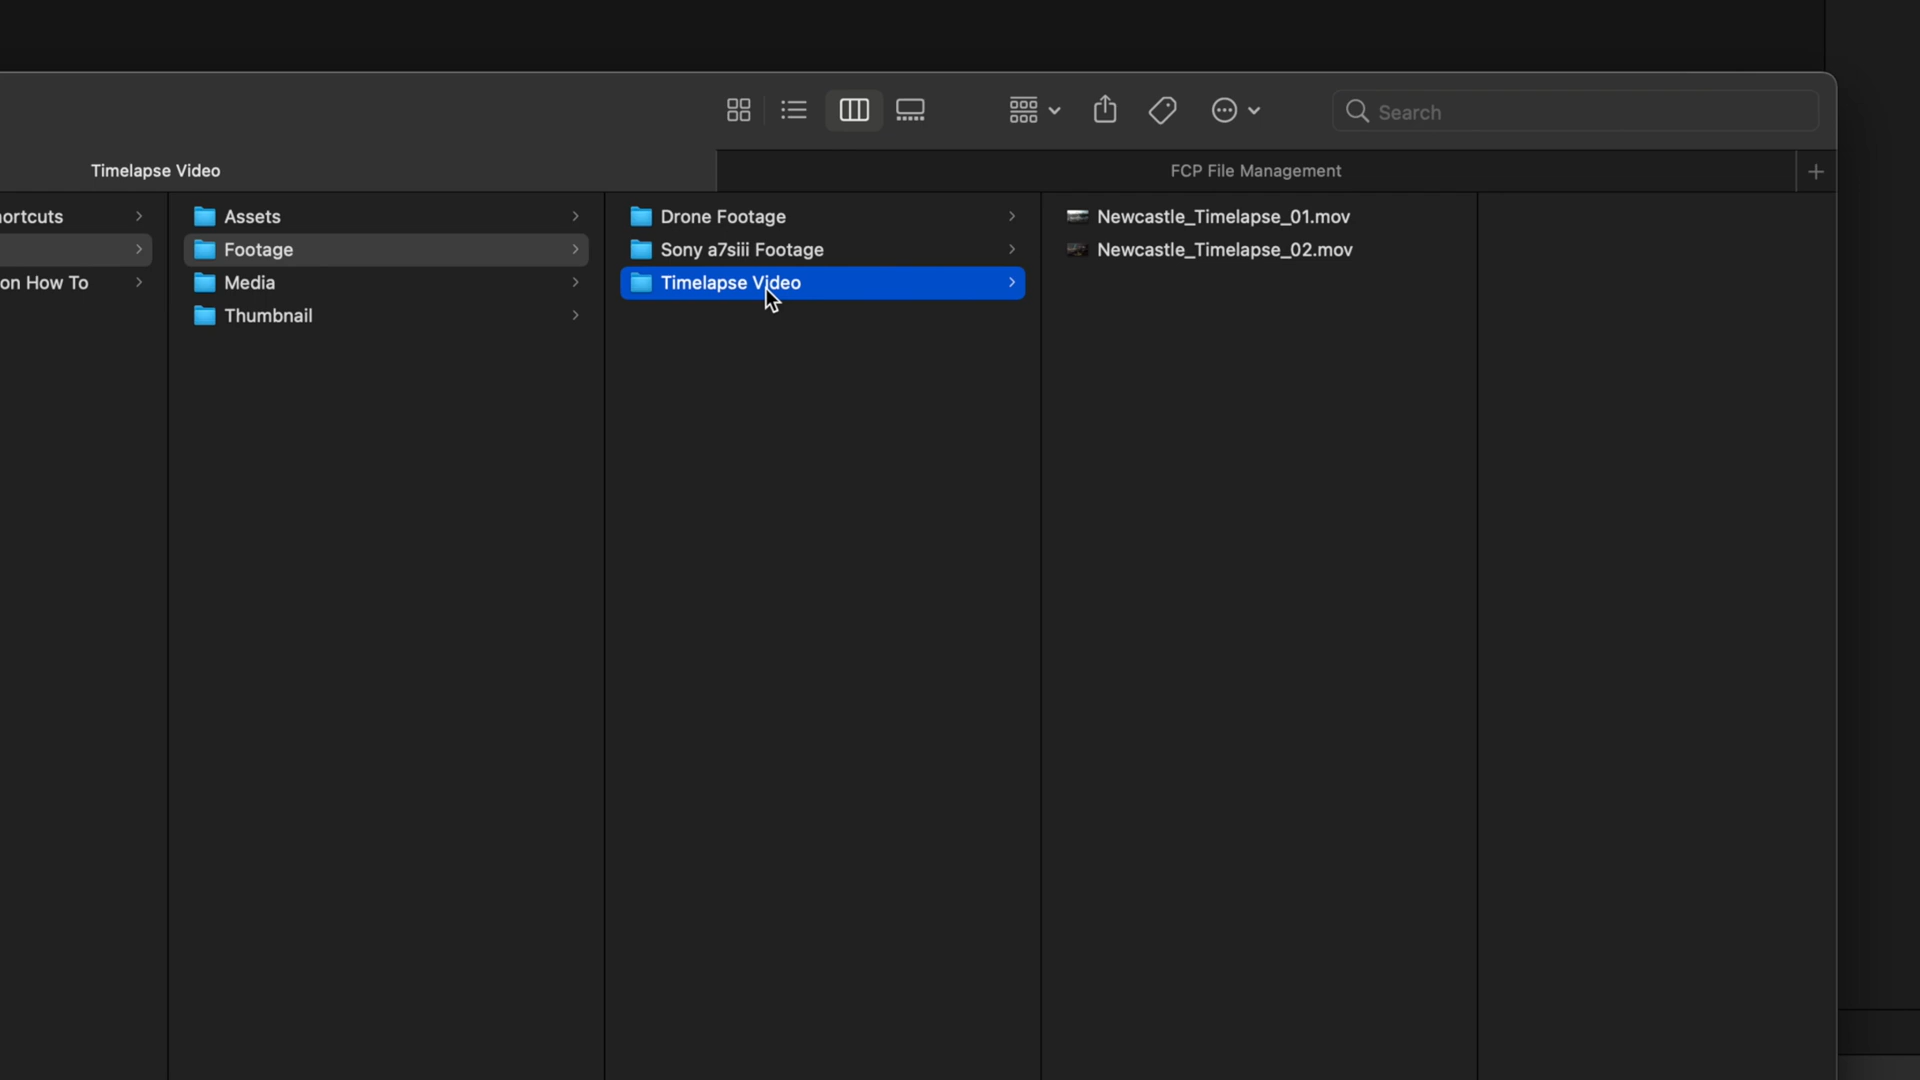 Search
Timelapse Video
FCP File Management
ortcuts
on How To
Assets
Footage
Media
Thumbnail
Drone Footage
Sony a7siii Footage
Timelapse Video
Newcastle_Timelapse_01.mov
Newcastle_Timelapse_02.mov